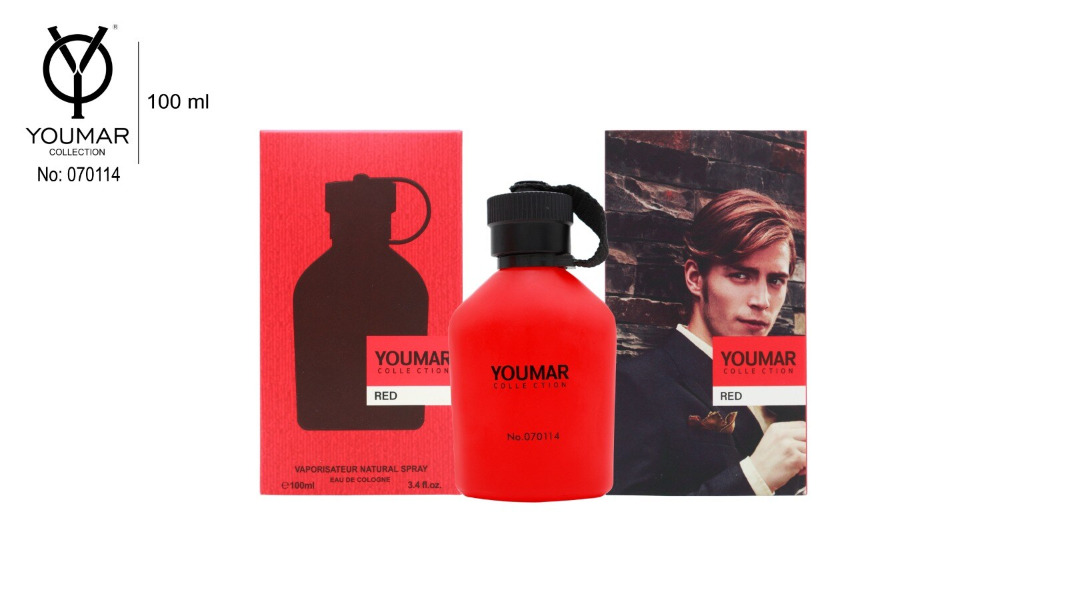 ®
YOUMAR
COLLECTION
No: 070114
100 ml
YOUMAR
COLLECTION
RED
VAPORISATEUR NATURAL SPRAY
EAU DE COLOGNE
℮100ml 3.4 fl.oz.
YOUMAR
COLLECTION
No.070114
YOUMAR
COLLECTION
RED